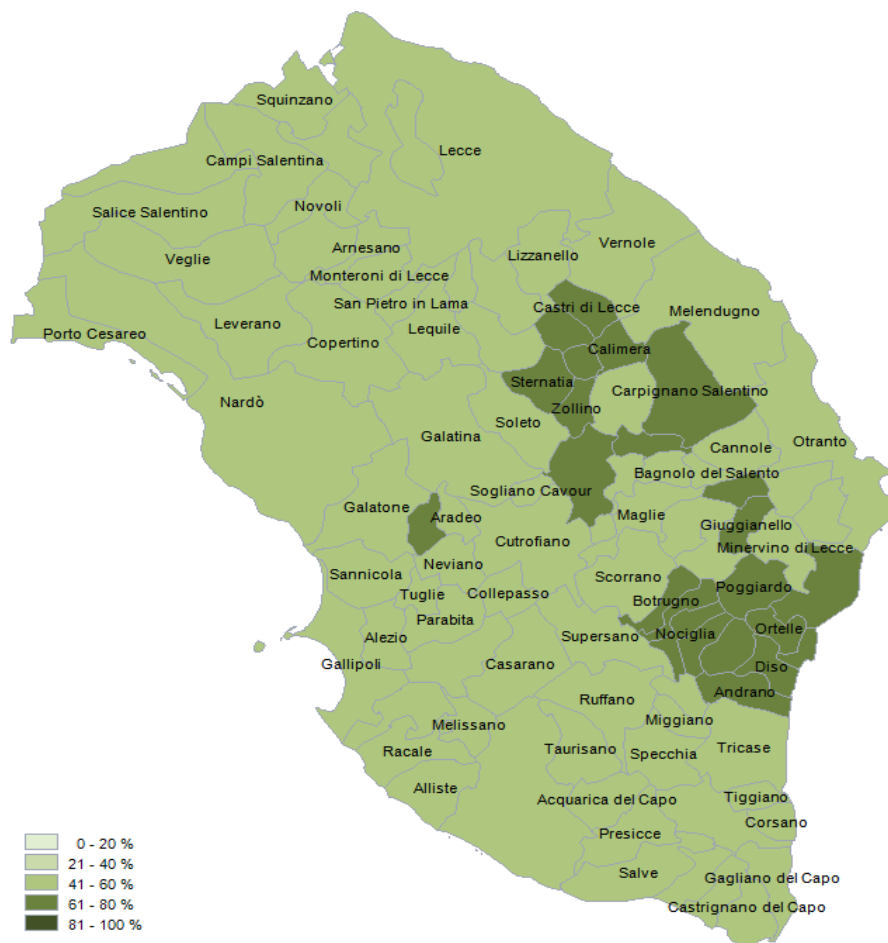 Squinzano
Lecce
Campi Salentina
Novoli
Salice Salentino
Arnesano
Vernole
Lizzanello
Veglie
Monteroni di Lecce
San Pietro in Lama
Castri di Lecce
Melendugno
Leverano
Lequile
Porto Cesareo
Copertino
Calimera
Sternatia
Carpignano Salentino
Nardò
Zollino
Soleto
Galatina
Otranto
Cannole
Bagnolo del Salento
Sogliano Cavour
Galatone
Aradeo
Maglie
Giuggianello
Cutrofiano
Minervino di Lecce
Neviano
Sannicola
Scorrano
Poggiardo
Tuglie
Collepasso
Botrugno
Parabita
Ortelle
Alezio
Supersano
Nociglia
Gallipoli
Casarano
Diso
Andrano
Ruffano
Miggiano
Melissano
Racale
Taurisano
Specchia
Tricase
Alliste
Acquarica del Capo
Tiggiano
Corsano
Presicce
Salve
Gagliano del Capo
Castrignano del Capo
0 - 20 %
21 - 40 %
41 - 60 %
61 - 80 %
81 - 100 %